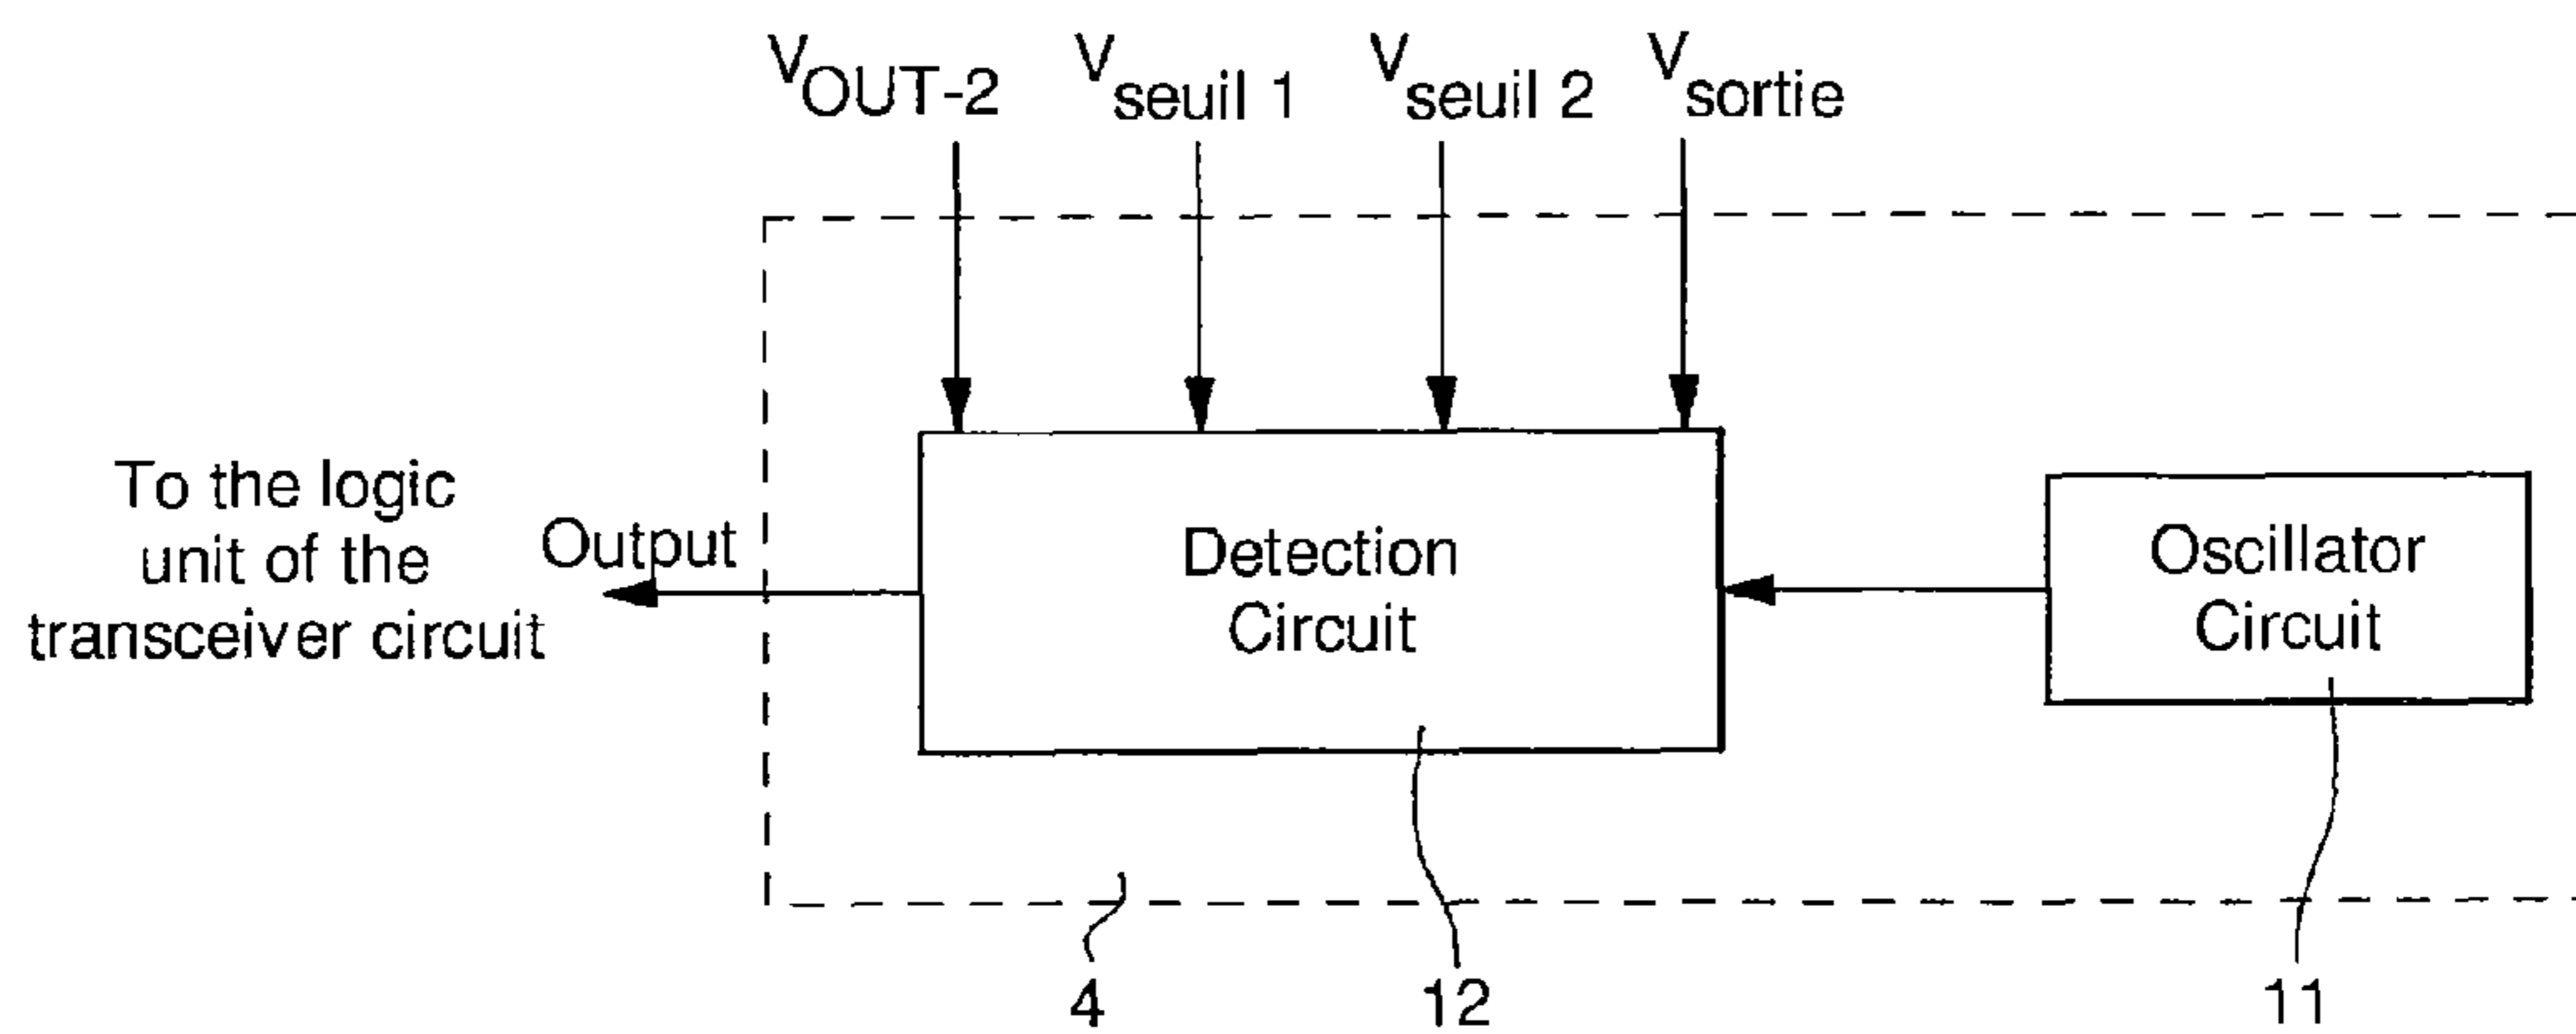 VOUT-2 Vseuil 1 Vseuil 2 Vsortie
To the logic
unit of the
transceiver circuit
Output
Detection
Circuit
Oscillator
Circuit
4 12 11